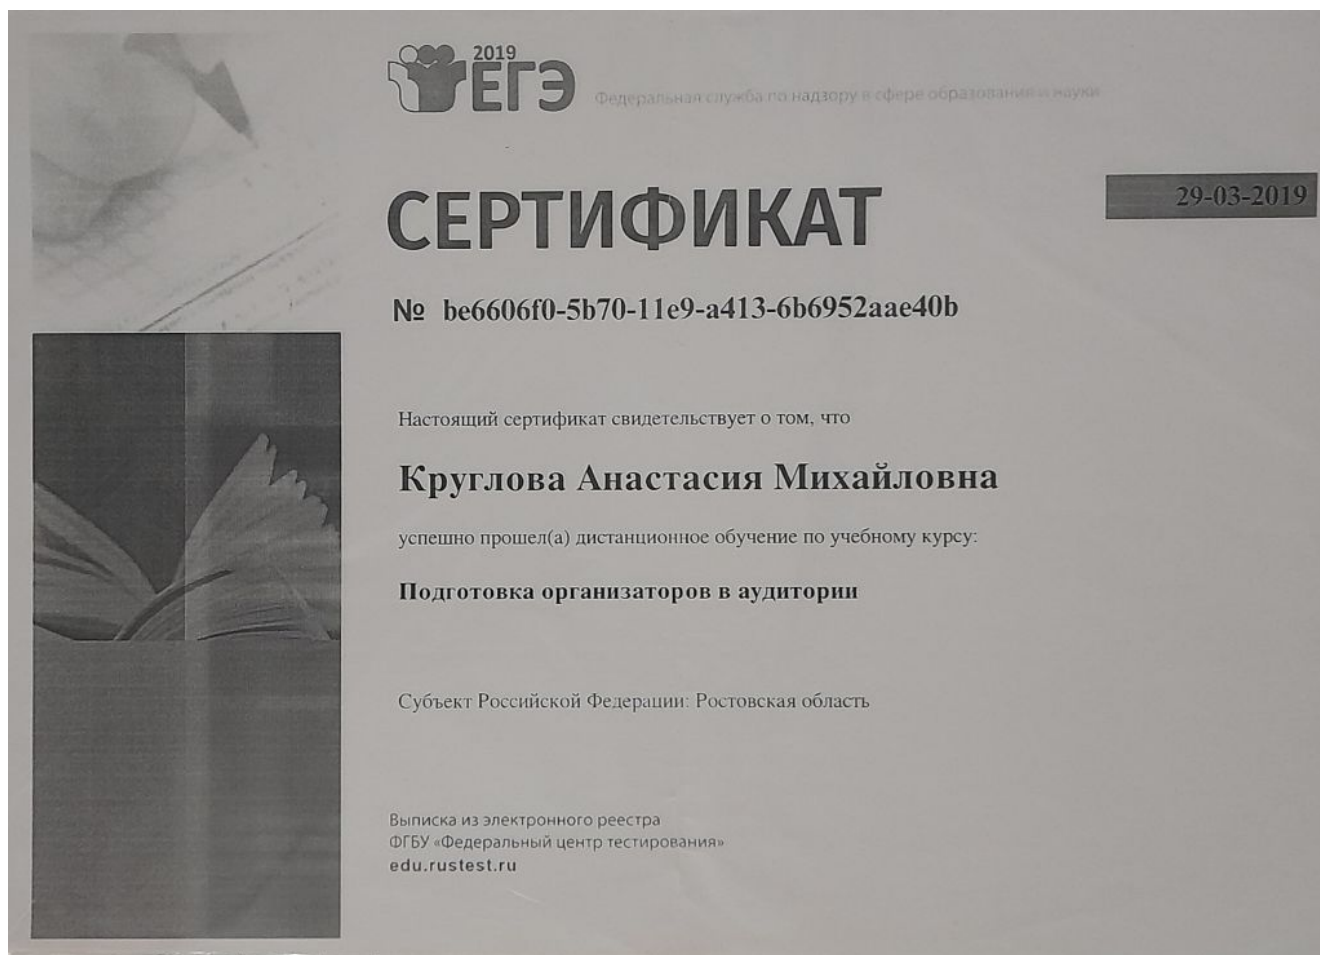 2019
ЕГЭ
Федеральная служба по надзору в сфере образования и науки
СЕРТИФИКАТ
29-03-2019
№ be6606f0-5b70-11e9-a413-6b6952aae40b
Настоящий сертификат свидетельствует о том, что
Круглова Анастасия Михайловна
успешно прошел(а) дистанционное обучение по учебному курсу:
Подготовка организаторов в аудитории
Субъект Российской Федерации: Ростовская область
Выписка из электронного реестра
ФГБУ «Федеральный центр тестирования»
edu.rustest.ru